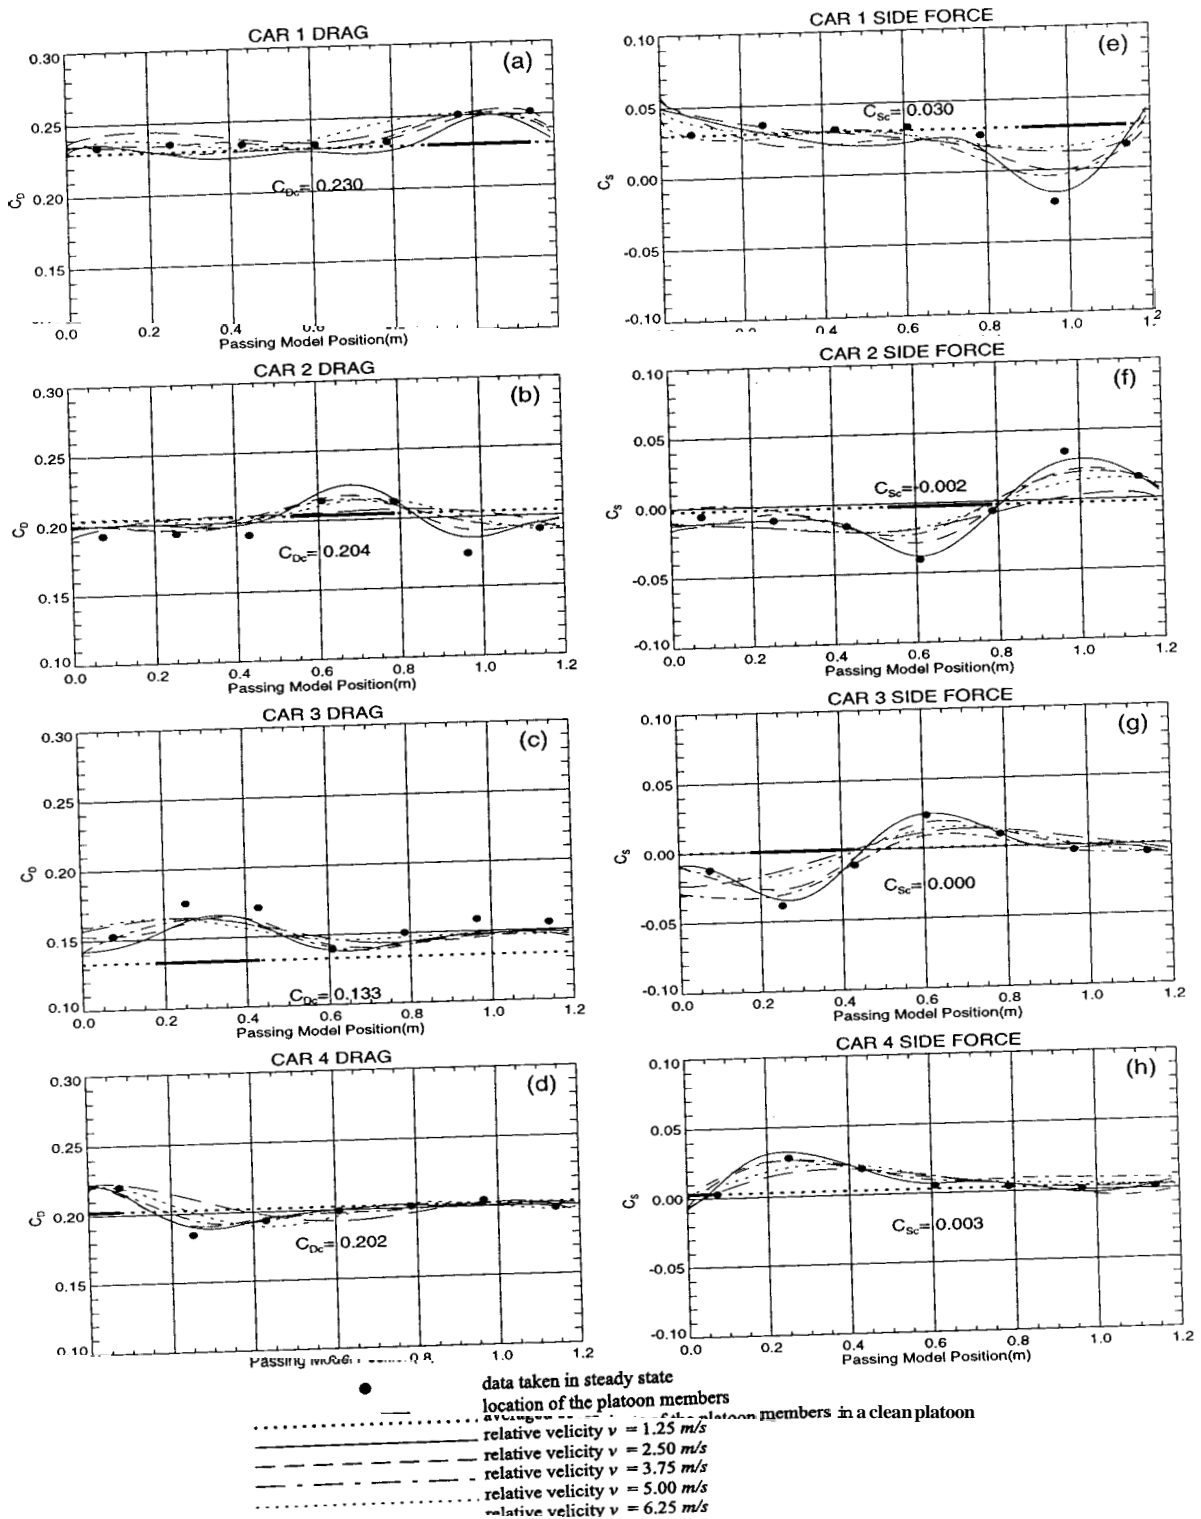 CAR 1 DRAG
(a)
0.30
0.25
0.20
0.15
C_D
C_Dc= 0.230
0.0 0.2 0.4
Passing Model Position(m)
CAR 1 SIDE FORCE
(e)
0.10
0.05
0.00
-0.05
-0.10
C_S
C_Sc= 0.030
0.4 0.6 0.8 1.0 1.2
CAR 2 DRAG
(b)
0.30
0.25
0.20
0.15
0.10
C_D
C_Dc= 0.204
0.0 0.2 0.4 0.6 0.8 1.0 1.2
Passing Model Position(m)
CAR 2 SIDE FORCE
(f)
0.10
0.05
0.00
-0.05
-0.10
C_S
C_Sc=-0.002
0.0 0.2 0.4 0.6 0.8 1.0 1.2
Passing Model Position(m)
CAR 3 DRAG
(c)
0.30
0.25
0.20
0.15
0.10
C_D
C_Dc= 0.133
0.0 0.2 0.4 0.6 0.8 1.0 1.2
Passing Model Position(m)
CAR 3 SIDE FORCE
(g)
0.10
0.05
0.00
-0.05
-0.10
C_S
C_Sc= 0.000
0.0 0.2 0.4 0.6 0.8 1.0 1.2
Passing Model Position(m)
CAR 4 DRAG
(d)
0.30
0.25
0.20
0.15
0.10
C_D
C_Dc= 0.202
0.8
Passing Model
CAR 4 SIDE FORCE
(h)
0.10
0.05
0.00
-0.05
-0.10
C_S
C_Sc= 0.003
0.0 0.2 0.4 0.6 0.8 1.0 1.2
Passing Model Position(m)
data taken in steady state
location of the platoon members
averaged of the platoon members in a clean platoon
relative velicity v = 1.25 m/s
relative velicity v = 2.50 m/s
relative velicity v = 3.75 m/s
relative velicity v = 5.00 m/s
relative velicity v = 6.25 m/s